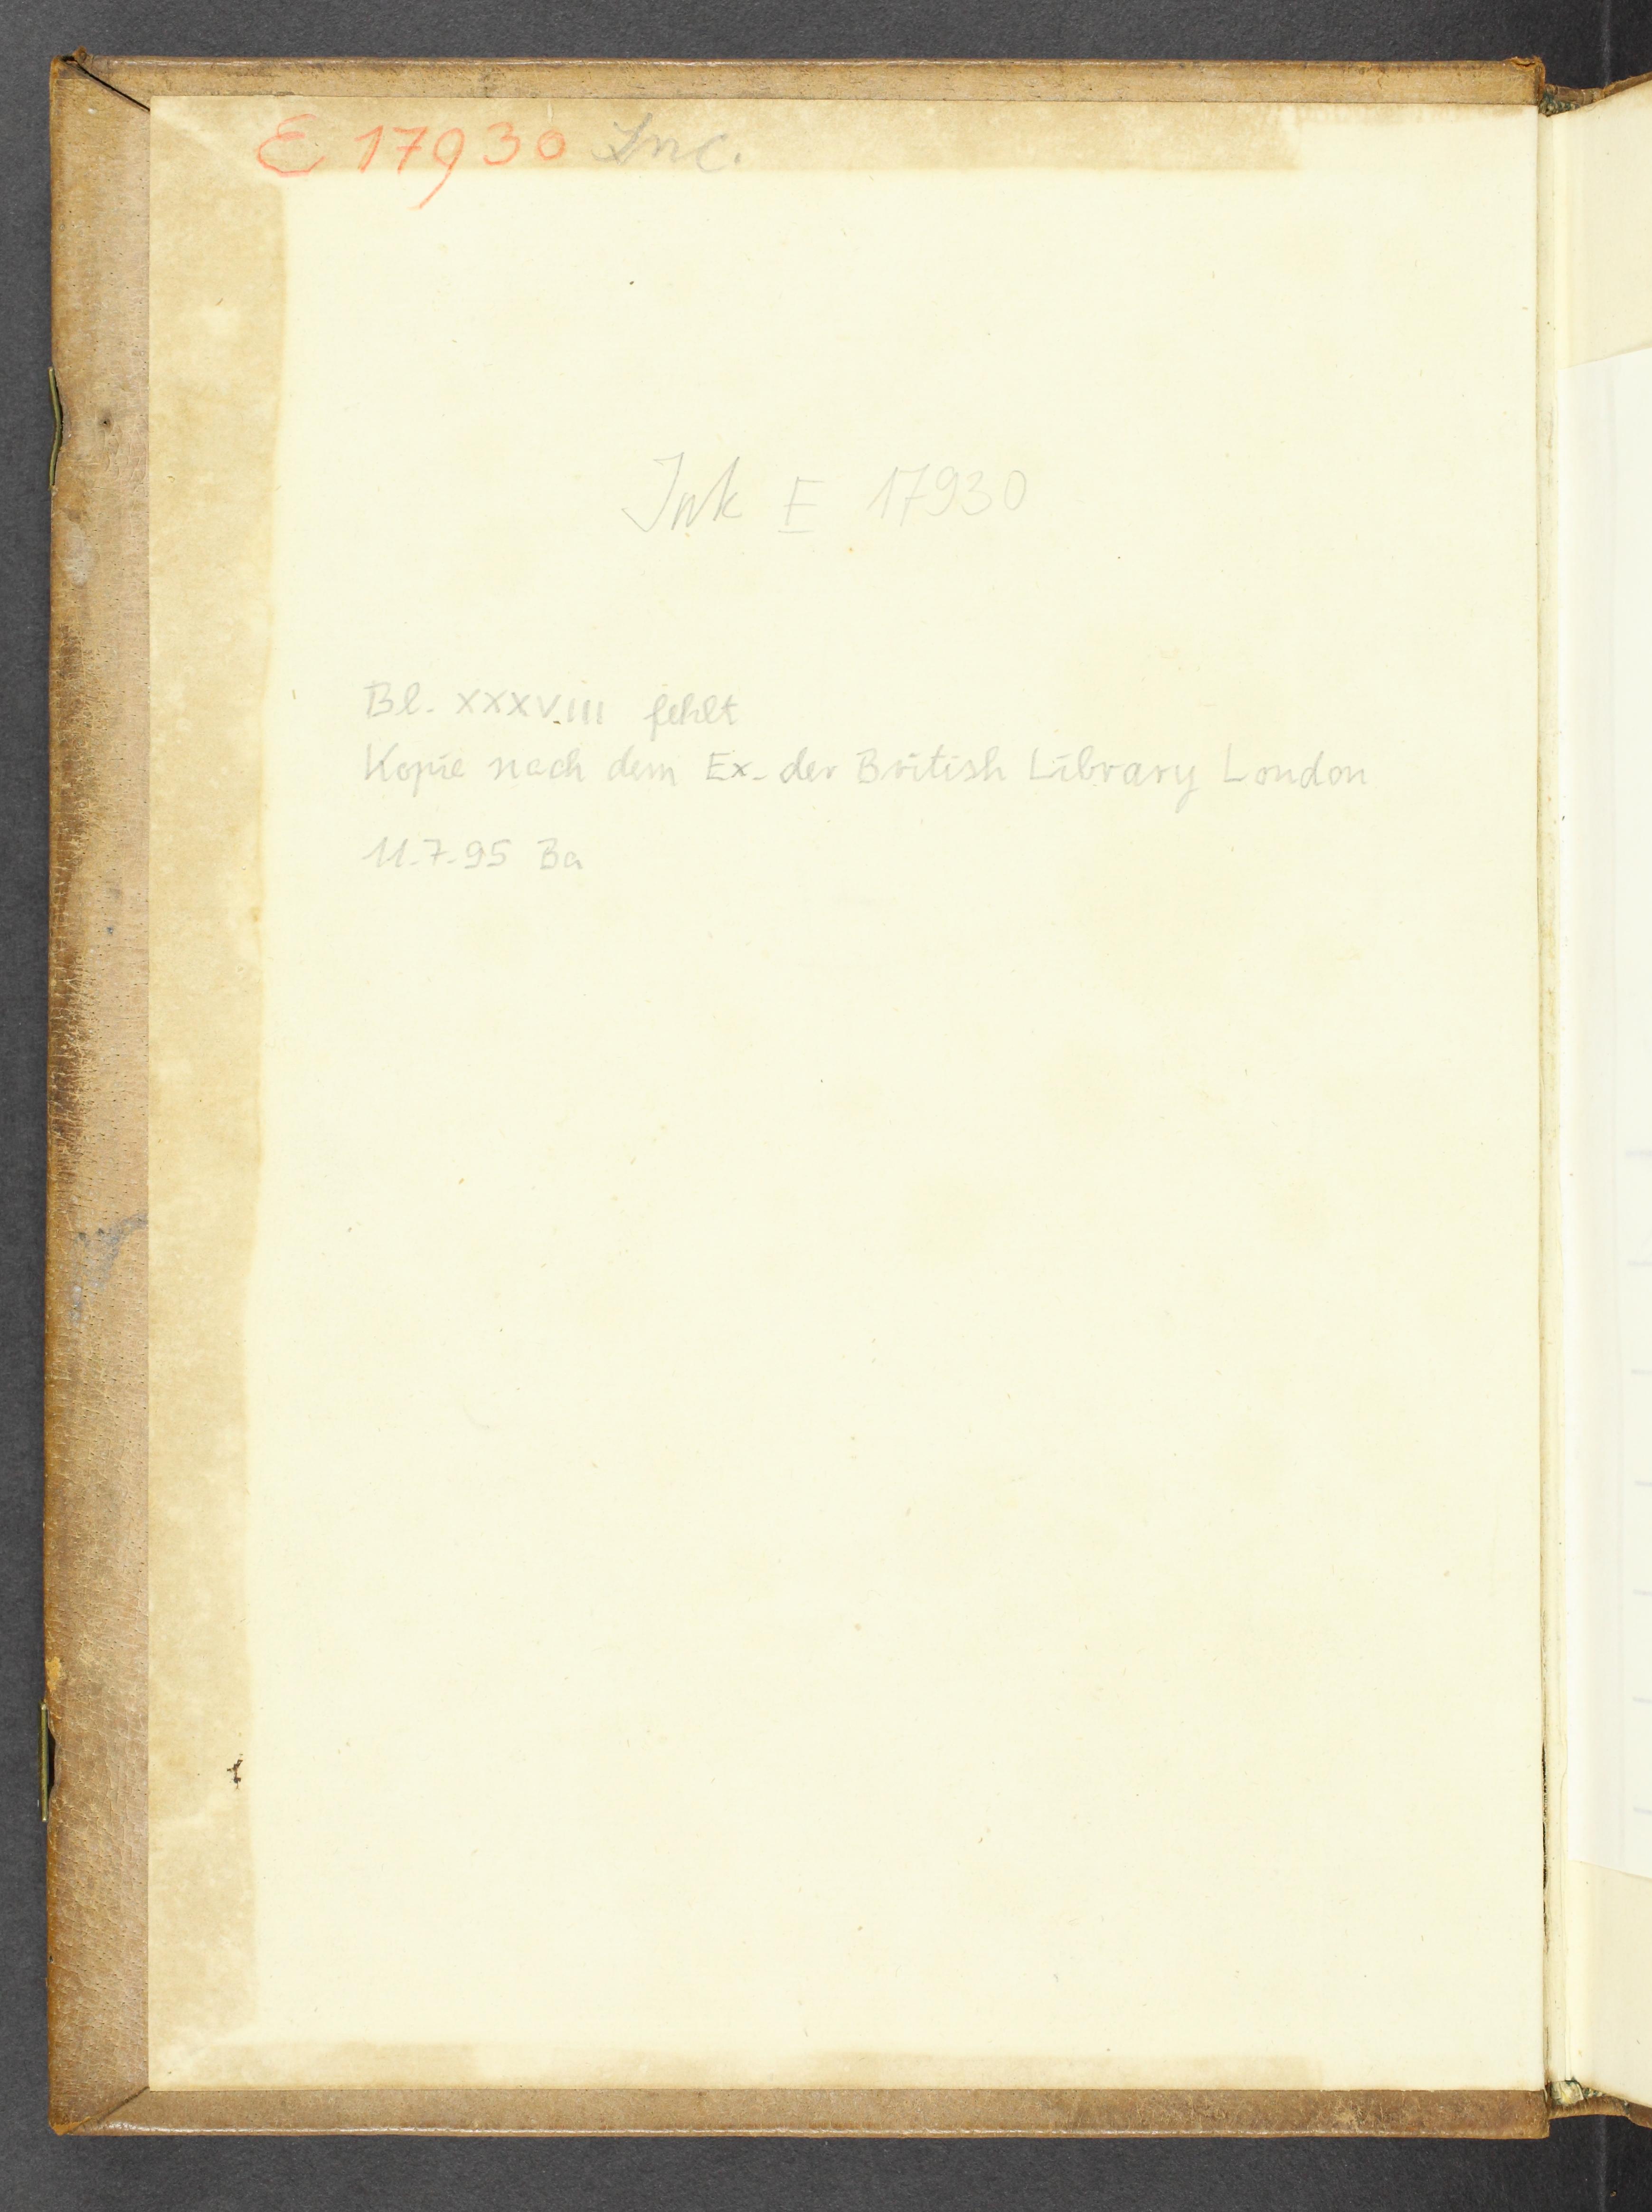 E 17930 Inc.
Ink E 17930
Bl. XXXVIII fehlt
Kopie nach dem Ex. der British Library London
11.7.95 Ba